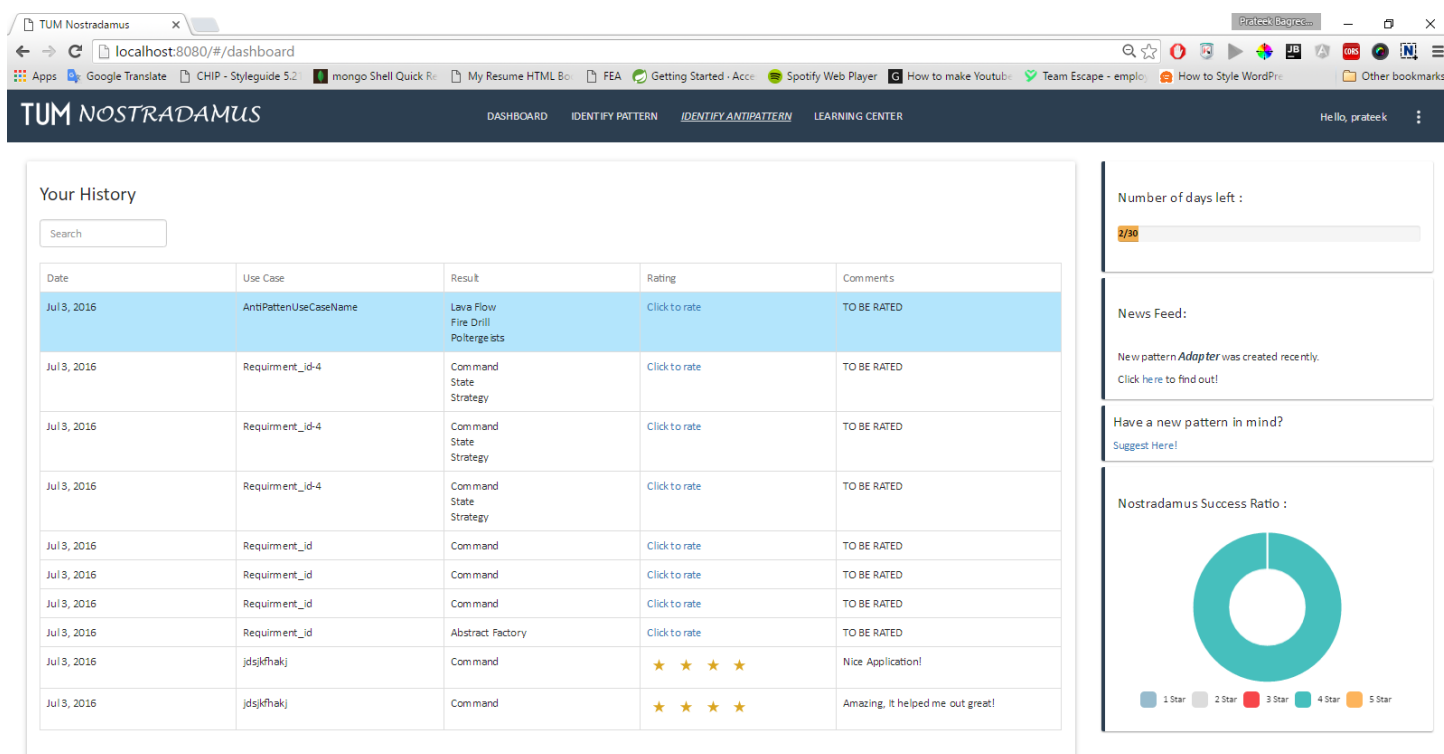 TUM Nostradamus
Prateek Bagrec...
localhost:8080/#/dashboard
Apps Google Translate CHIP - Styleguide 5.2 mongo Shell Quick Re My Resume HTML Bo FEA Getting Started · Acce Spotify Web Player How to make Youtube Team Escape - emplo How to Style WordPre Other bookmarks
TUM NOSTRADAMUS DASHBOARD IDENTIFY PATTERN IDENTIFY ANTIPATTERN LEARNING CENTER Hello, prateek
Your History
Search
Date Use Case Result Rating Comments
Jul 3, 2016 AntiPattenUseCaseName Lava Flow Click to rate TO BE RATED
Fire Drill
Poltergeists
Jul 3, 2016 Requirment_id-4 Command Click to rate TO BE RATED
State
Strategy
Jul 3, 2016 Requirment_id-4 Command Click to rate TO BE RATED
State
Strategy
Jul 3, 2016 Requirment_id-4 Command Click to rate TO BE RATED
State
Strategy
Jul 3, 2016 Requirment_id Command Click to rate TO BE RATED
Jul 3, 2016 Requirment_id Command Click to rate TO BE RATED
Jul 3, 2016 Requirment_id Command Click to rate TO BE RATED
Jul 3, 2016 Requirment_id Abstract Factory Click to rate TO BE RATED
Jul 3, 2016 jdsjkfhakj Command Nice Application!
Jul 3, 2016 jdsjkfhakj Command Amazing, It helped me out great!
Number of days left :
2/30
News Feed:
New pattern Adapter was created recently.
Click here to find out!
Have a new pattern in mind?
Suggest Here!
Nostradamus Success Ratio :
1 Star 2 Star 3 Star 4 Star 5 Star